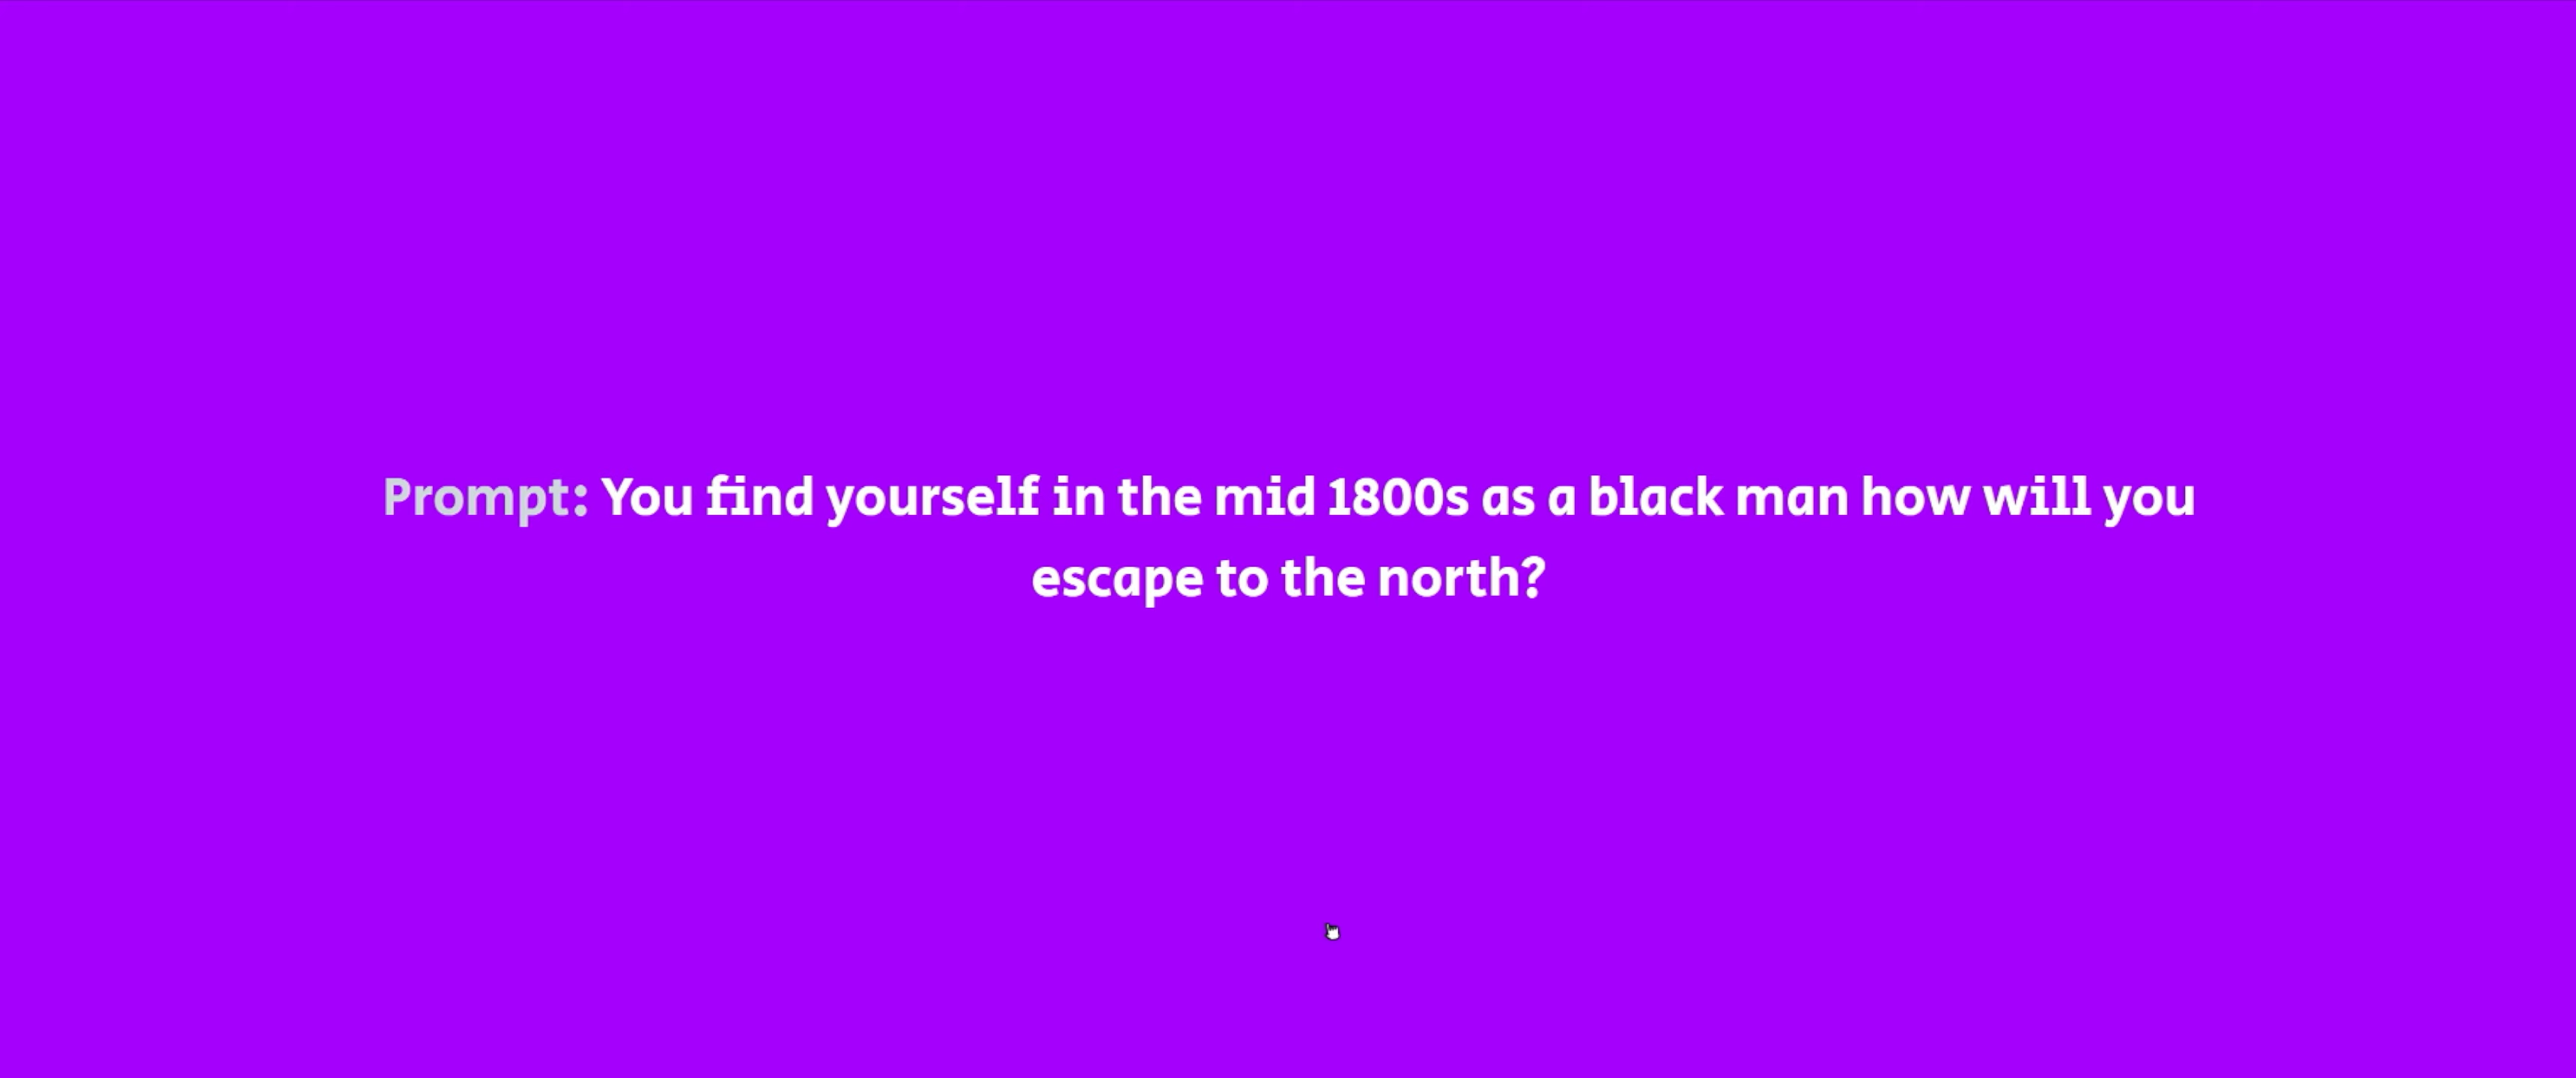 Prompt: You find yourself in the mid 1800s as a black man how will you
escape to the north?